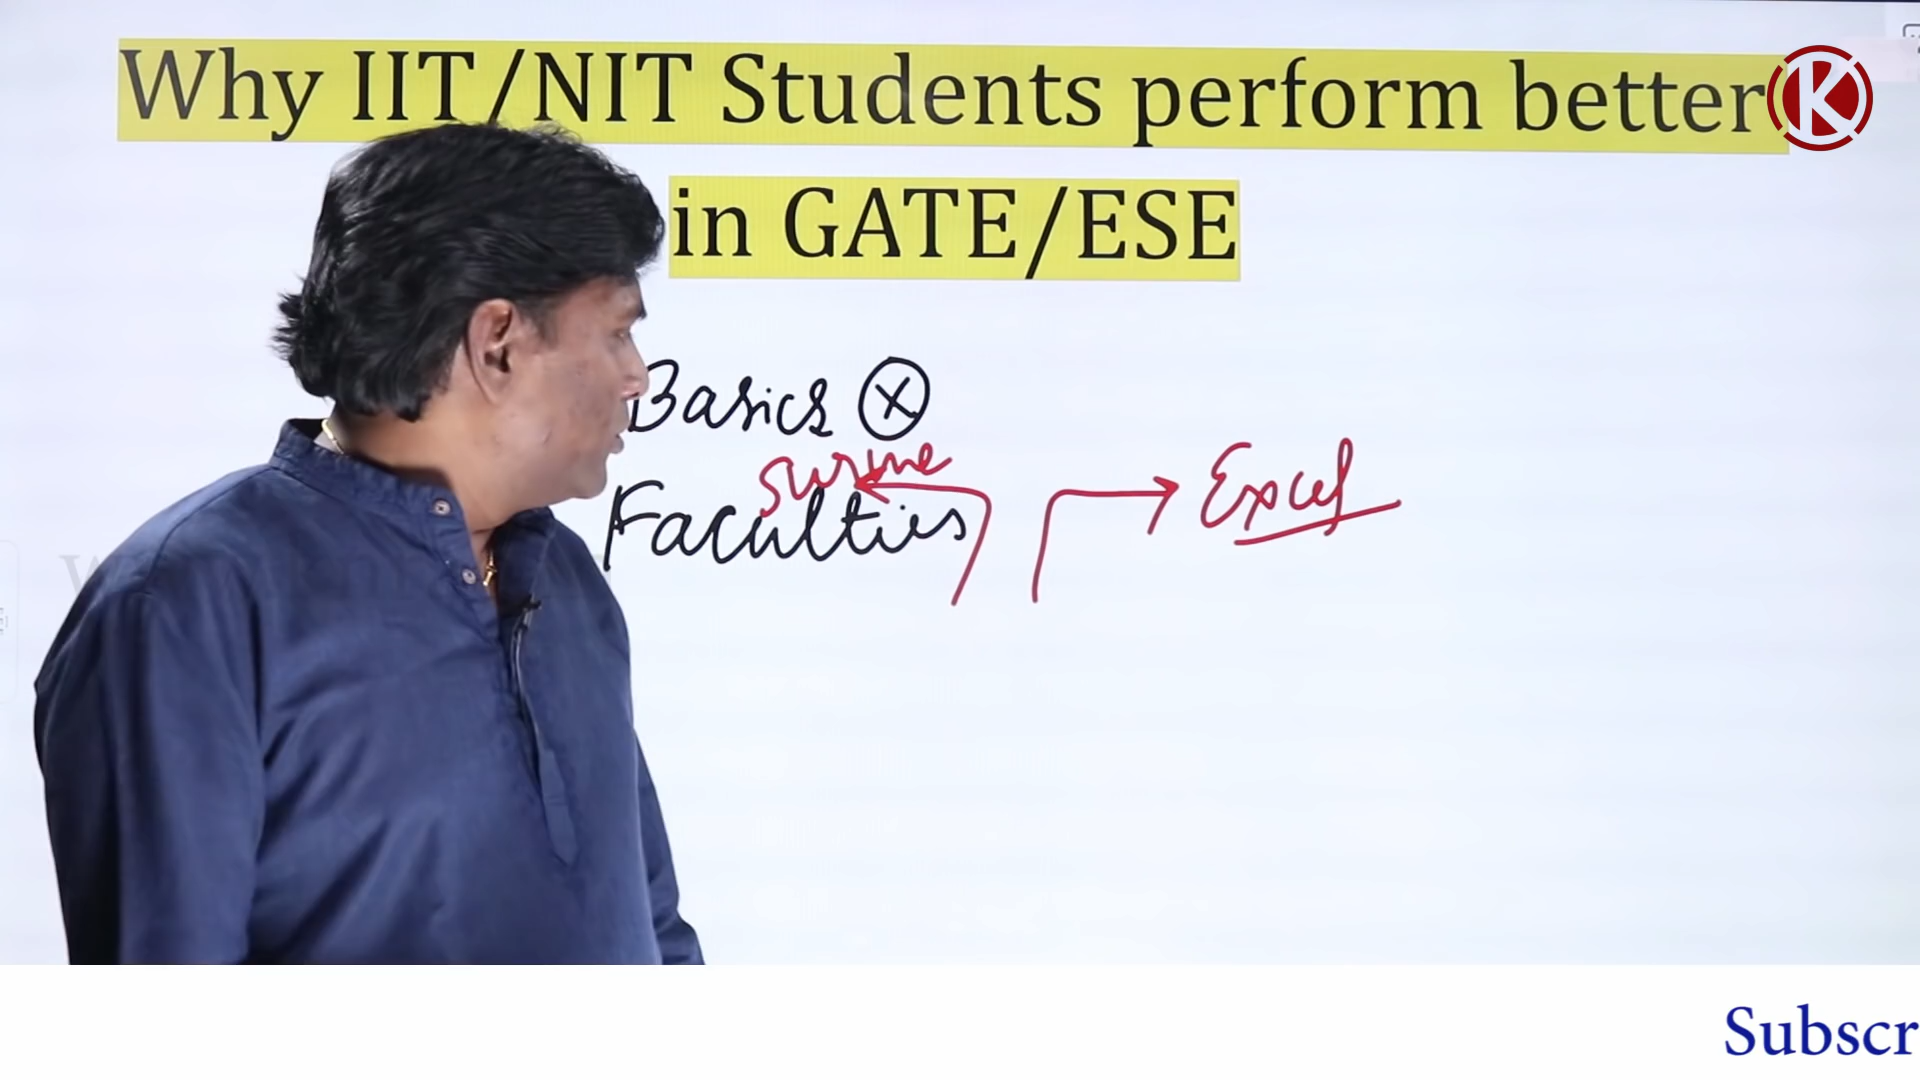 Why IIT/NIT Students perform better
in GATE/ESE
K
Basics
Faculties
Excel
Subscr